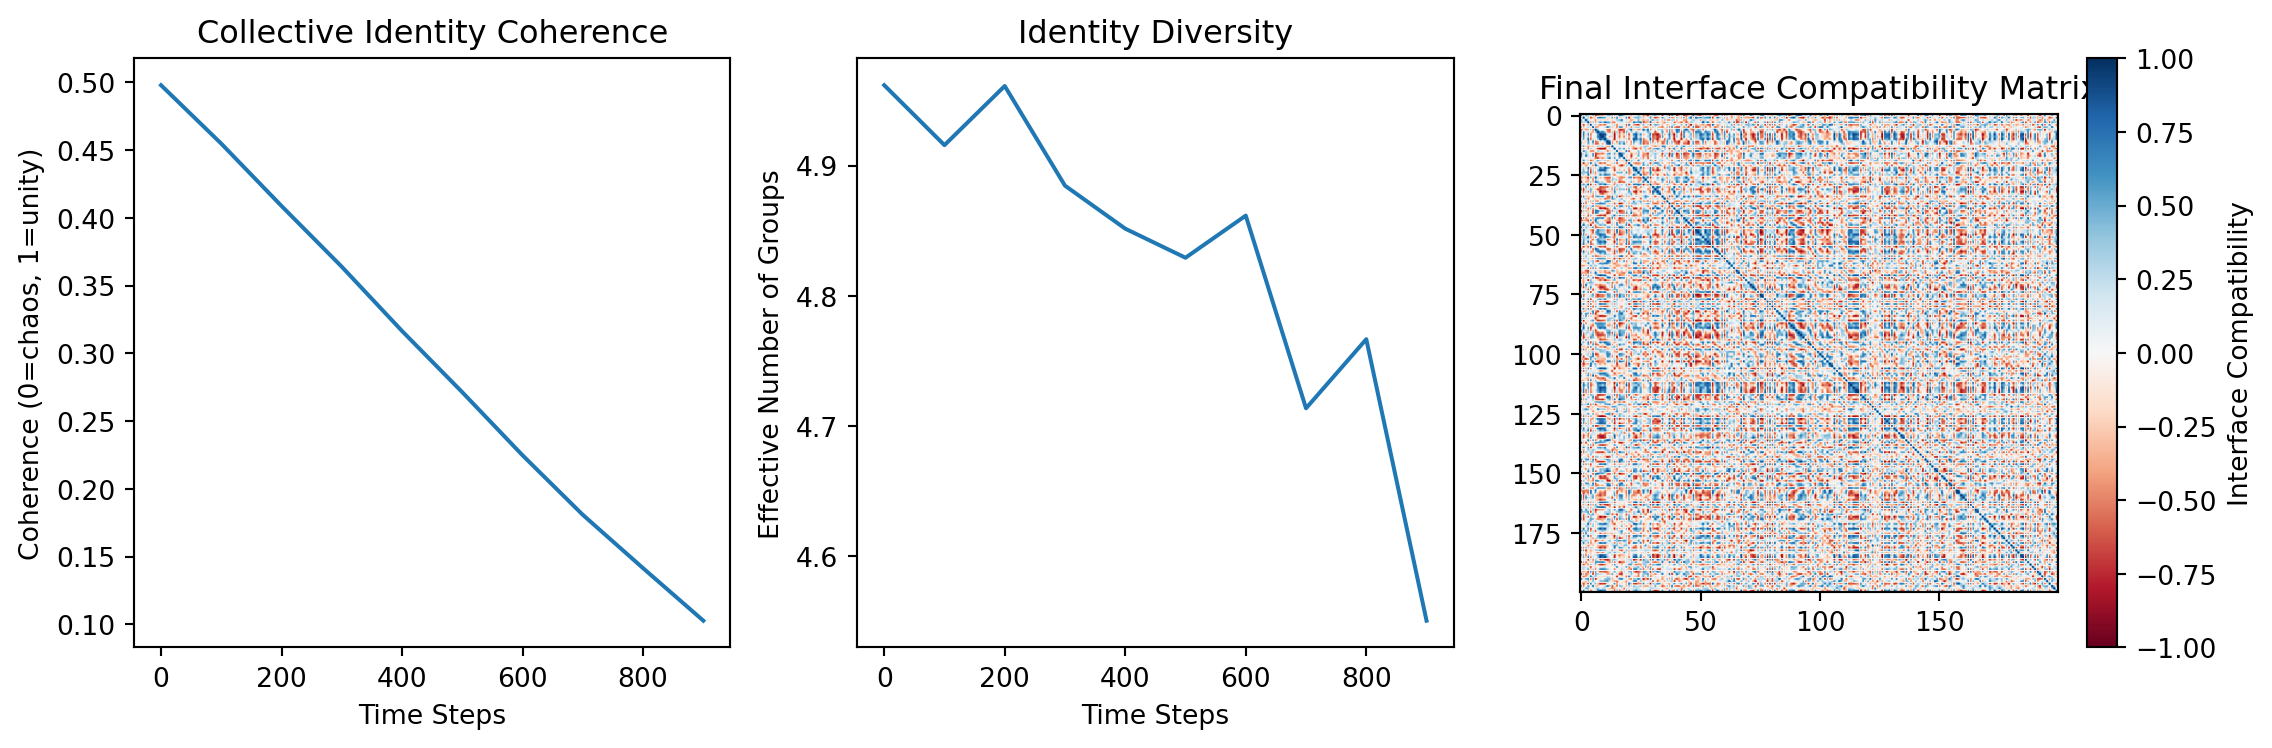 Collective Identity Coherence
Coherence (0=chaos, 1=unity)
0.50
0.45
0.40
0.35
0.30
0.25
0.20
0.15
0.10
0 200 400 600 800
Time Steps
Identity Diversity
Effective Number of Groups
4.9
4.8
4.7
4.6
0 200 400 600 800
Time Steps
Final Interface Compatibility Matrix
0
25
50
75
100
125
150
175
0 50 100 150
1.00
0.75
0.50
0.25
0.00
−0.25
−0.50
−0.75
−1.00
Interface Compatibility